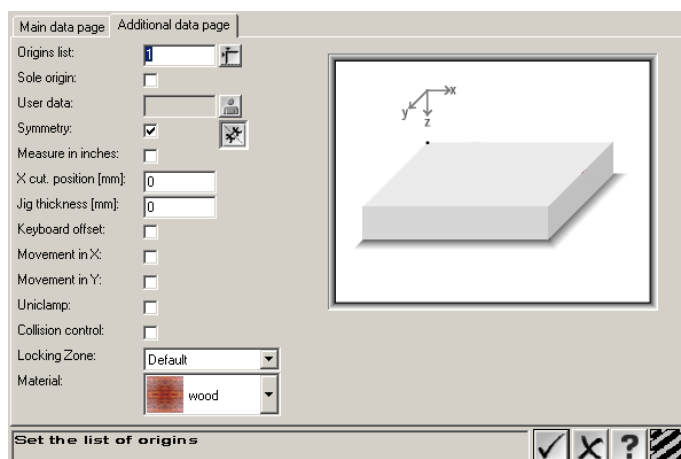 Main data page Additional data page
Origins list: 1
Sole origin:
User data:
Symmetry:
Measure in inches:
X cut. position [mm]: 0
Jig thickness [mm]: 0
Keyboard offset:
Movement in X:
Movement in Y:
Uniclamp:
Collision control:
Locking Zone: Default
Material: wood
x
y
z
Set the list of origins
?